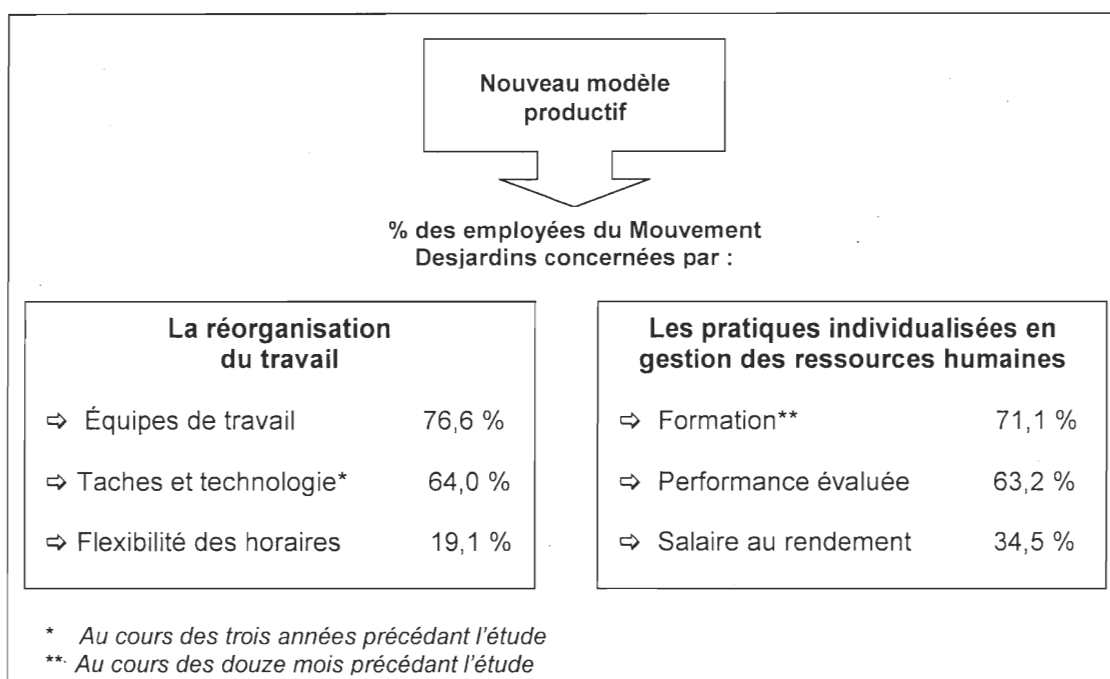 Nouveau modèle
productif
% des employées du Mouvement
Desjardins concernées par :
La réorganisation
du travail
⇨ Équipes de travail 76,6 %
⇨ Taches et technologie* 64,0 %
⇨ Flexibilité des horaires 19,1 %
Les pratiques individualisées en
gestion des ressources humaines
⇨ Formation** 71,1 %
⇨ Performance évaluée 63,2 %
⇨ Salaire au rendement 34,5 %
* Au cours des trois années précédant l'étude
** Au cours des douze mois précédant l'étude